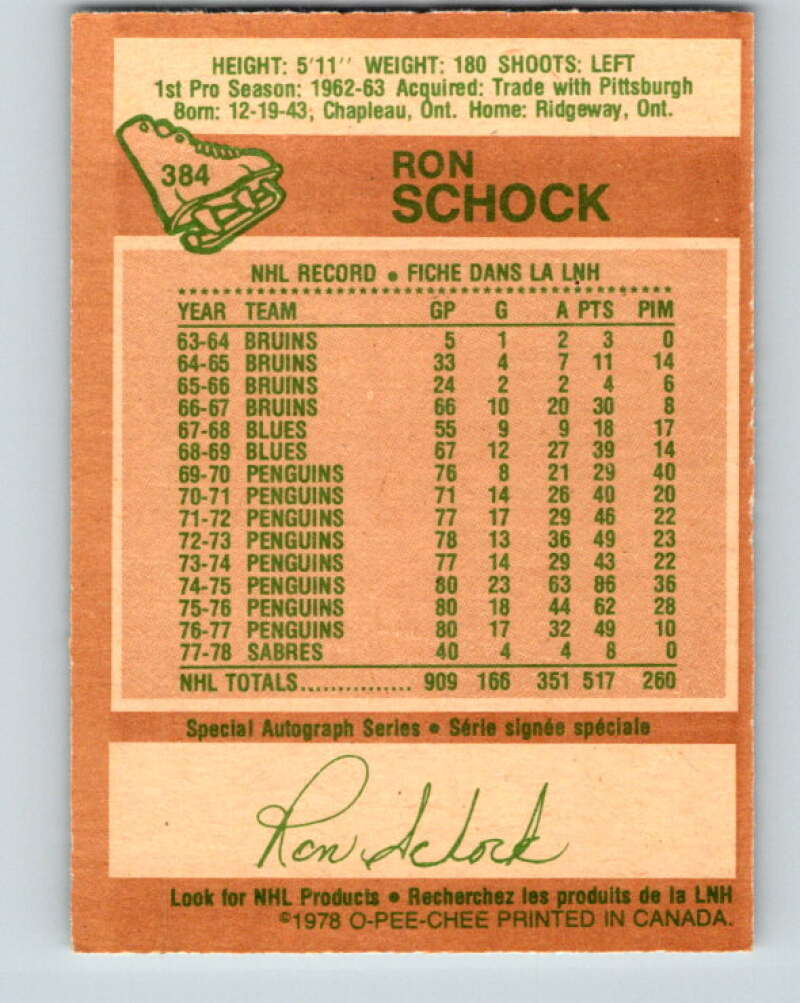 HEIGHT: 5'11'' WEIGHT: 180 SHOOTS: LEFT
1st Pro Season: 1962-63 Acquired: Trade with Pittsburgh
Born: 12-19-43, Chapleau, Ont. Home: Ridgeway, Ont.
384
RON
SCHOCK
NHL RECORD • FICHE DANS LA LNH
YEAR TEAM GP G A PTS PIM
63-64 BRUINS 5 1 2 3 0
64-65 BRUINS 33 4 7 11 14
65-66 BRUINS 24 2 2 4 6
66-67 BRUINS 66 10 20 30 8
67-68 BLUES 55 9 9 18 17
68-69 BLUES 67 12 27 39 14
69-70 PENGUINS 76 8 21 29 40
70-71 PENGUINS 71 14 26 40 20
71-72 PENGUINS 77 17 29 46 22
72-73 PENGUINS 78 13 36 49 23
73-74 PENGUINS 77 14 29 43 22
74-75 PENGUINS 80 23 63 86 36
75-76 PENGUINS 80 18 44 62 28
76-77 PENGUINS 80 17 32 49 10
77-78 SABRES 40 4 4 8 0
NHL TOTALS............... 909 166 351 517 260
Special Autograph Series • Série signée spéciale
Ron Schock
Look for NHL Products • Recherchez les produits de la LNH
©1978 O-PEE-CHEE PRINTED IN CANADA.